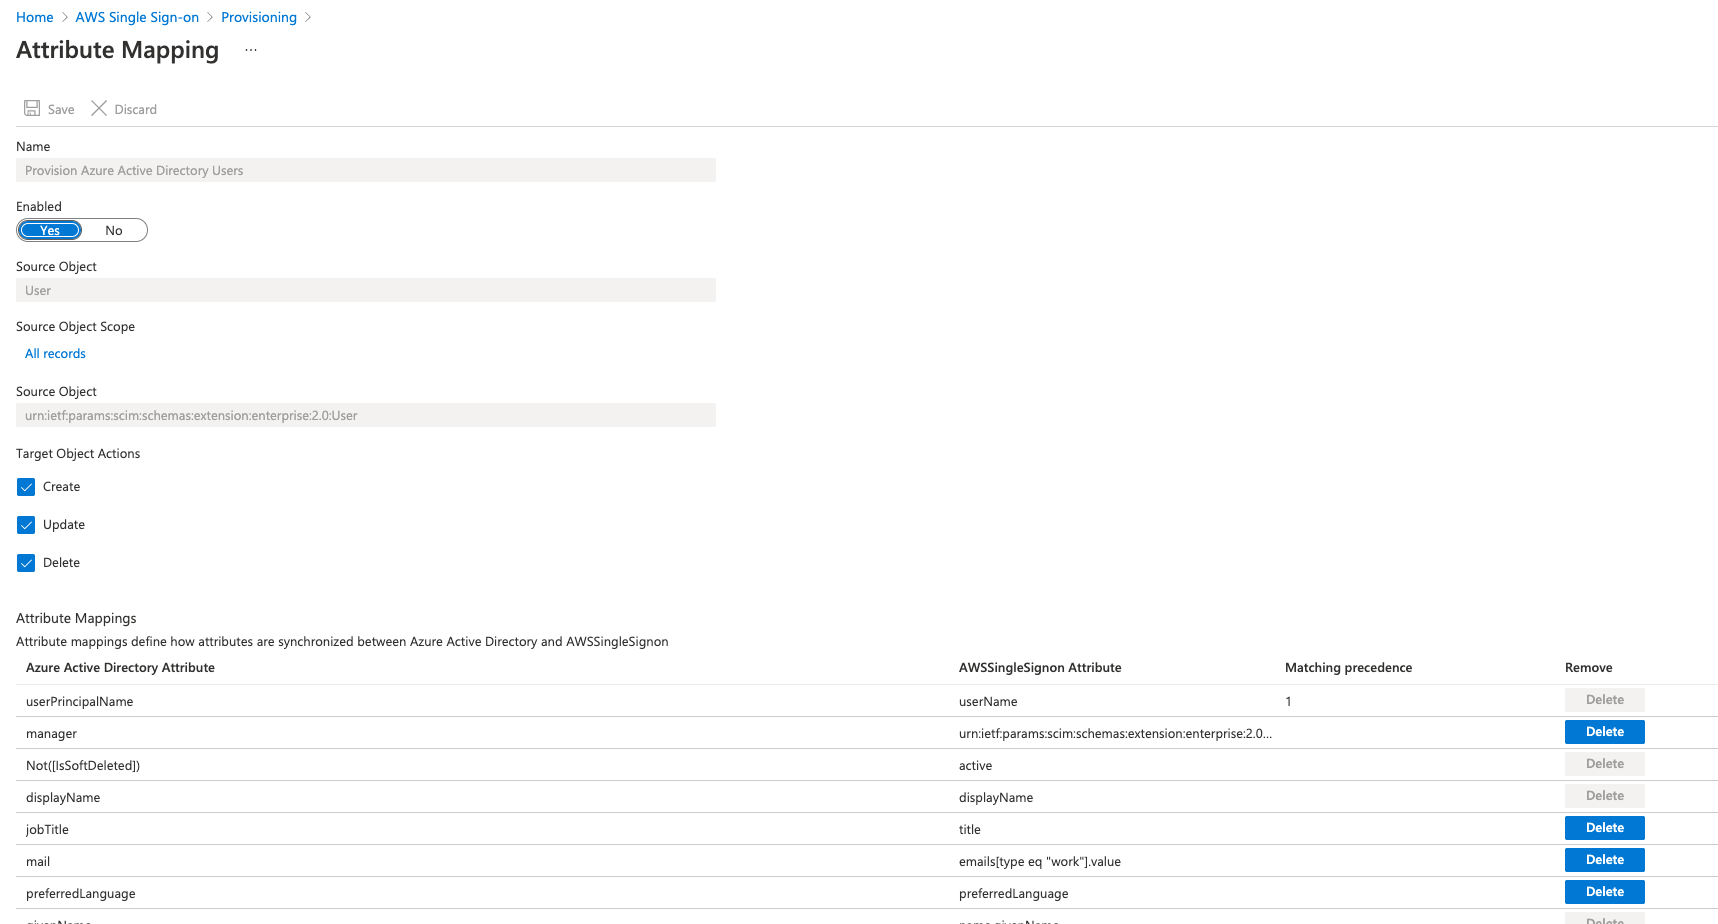 Home > AWS Single Sign-on > Provisioning >
Attribute Mapping ...
Save Discard
Name
Provision Azure Active Directory Users
Enabled
Yes No
Source Object
User
Source Object Scope
All records
Source Object
urn:ietf:params:scim:schemas:extension:enterprise:2.0:User
Target Object Actions
Create
Update
Delete
Attribute Mappings
Attribute mappings define how attributes are synchronized between Azure Active Directory and AWSSingleSignon
Azure Active Directory Attribute AWSSingleSignon Attribute Matching precedence Remove
userPrincipalName userName 1 Delete
manager urn:ietf:params:scim:schemas:extension:enterprise:2.0... Delete
Not([IsSoftDeleted]) active Delete
displayName displayName Delete
jobTitle title Delete
mail emails[type eq "work"].value Delete
preferredLanguage preferredLanguage Delete
givenName name.givenName Delete